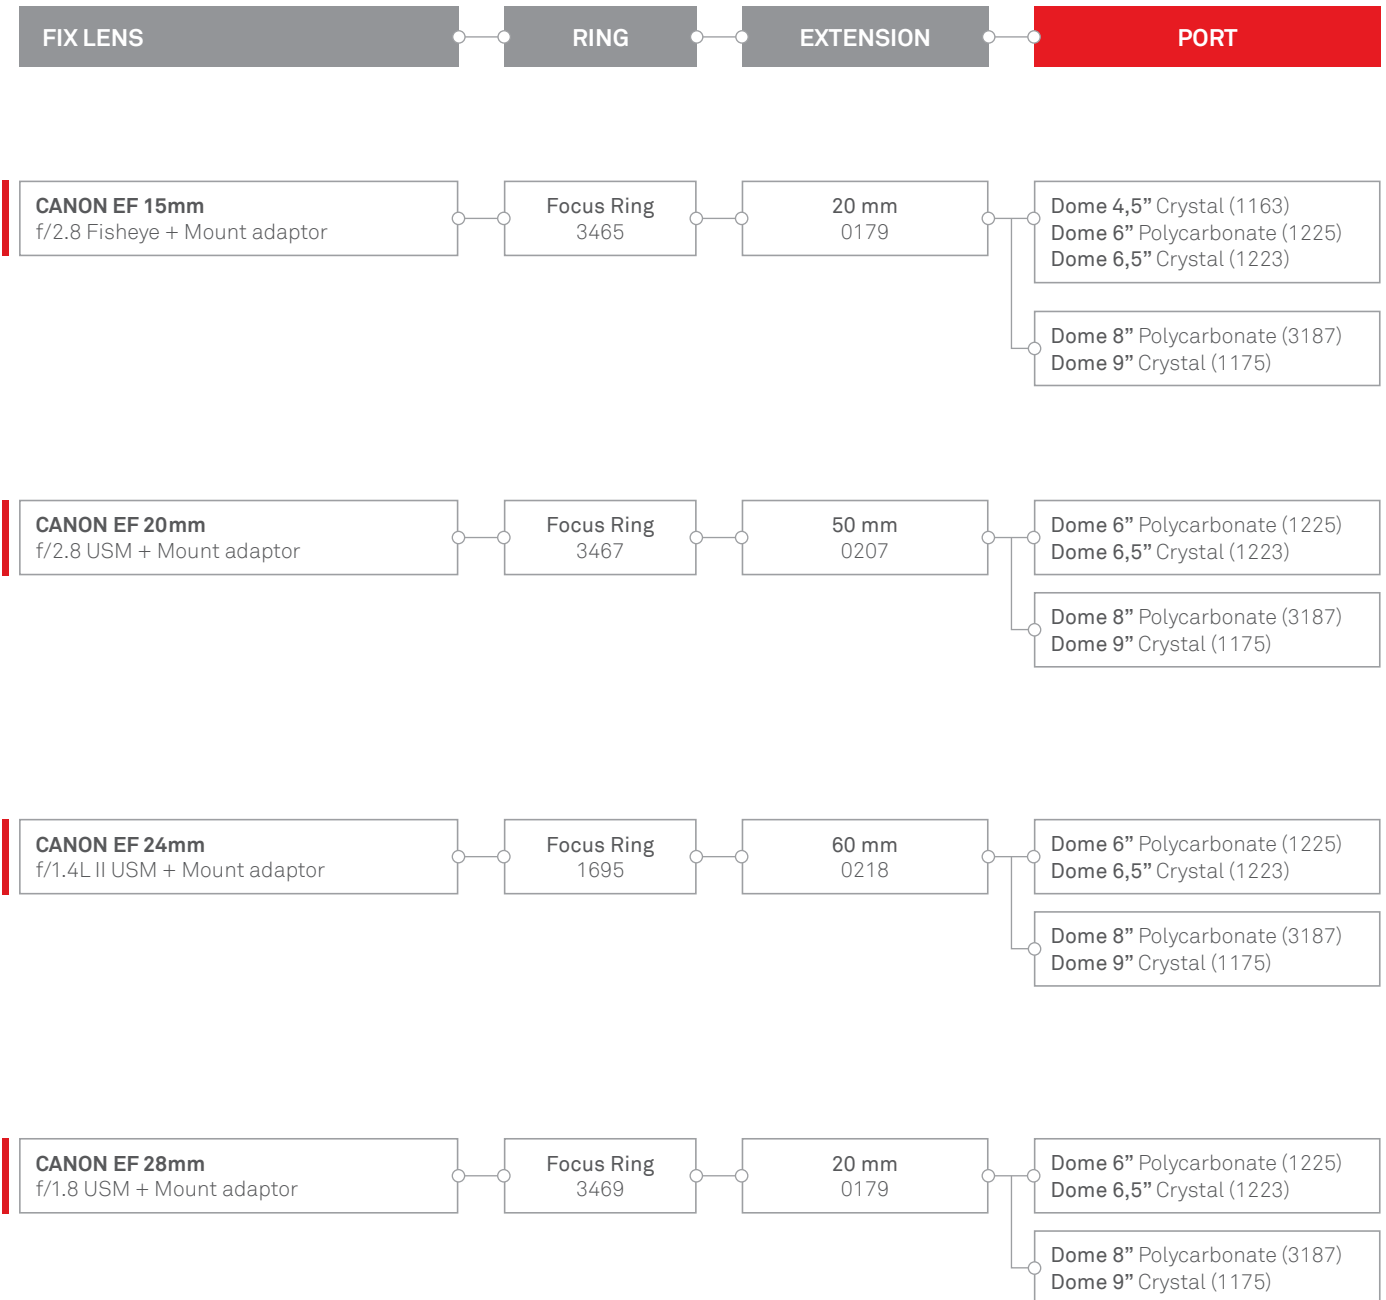 FIX LENS
RING
EXTENSION
PORT
CANON EF 15mm
f/2.8 Fisheye + Mount adaptor
Focus Ring
3465
20 mm
0179
Dome 4,5” Crystal (1163)
Dome 6” Polycarbonate (1225)
Dome 6,5” Crystal (1223)
Dome 8” Polycarbonate (3187)
Dome 9” Crystal (1175)
CANON EF 20mm
f/2.8 USM + Mount adaptor
Focus Ring
3467
50 mm
0207
Dome 6” Polycarbonate (1225)
Dome 6,5” Crystal (1223)
Dome 8” Polycarbonate (3187)
Dome 9” Crystal (1175)
CANON EF 24mm
f/1.4L II USM + Mount adaptor
Focus Ring
1695
60 mm
0218
Dome 6” Polycarbonate (1225)
Dome 6,5” Crystal (1223)
Dome 8” Polycarbonate (3187)
Dome 9” Crystal (1175)
CANON EF 28mm
f/1.8 USM + Mount adaptor
Focus Ring
3469
20 mm
0179
Dome 6” Polycarbonate (1225)
Dome 6,5” Crystal (1223)
Dome 8” Polycarbonate (3187)
Dome 9” Crystal (1175)